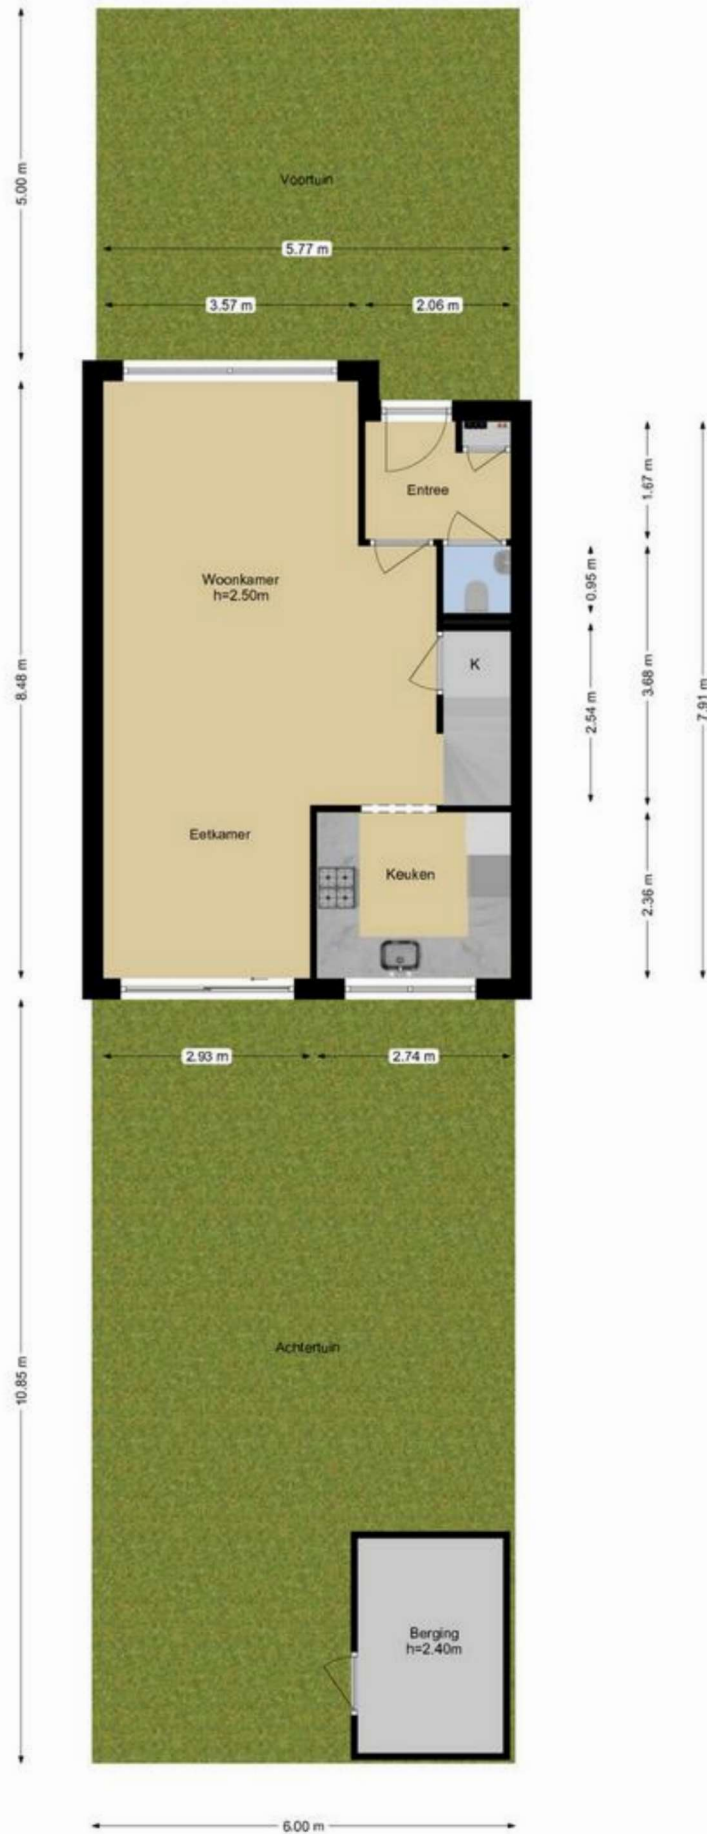 5.00 m
Voortuin
5.77 m
3.57 m
2.06 m
Entree
1.67 m
Woonkamer
h=2.50m
0.95 m
8.48 m
K
2.54 m
3.68 m
7.91 m
Eetkamer
Keuken
2.36 m
2.93 m
2.74 m
Achtertuin
10.85 m
Berging
h=2.40m
6.00 m